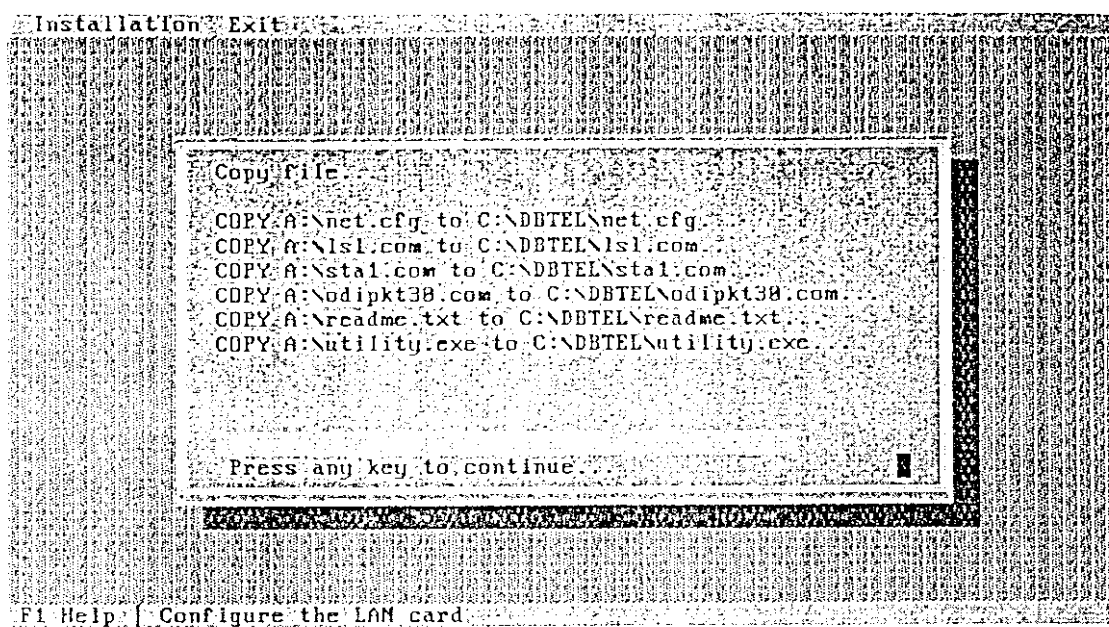 Installation Exit
Copy file...
COPY A:\net.cfg to C:\DBTEL\net.cfg...
COPY A:\lsl.com to C:\DBTEL\lsl.com...
COPY A:\sta1.com to C:\DBTEL\sta1.com...
COPY A:\odipkt30.com to C:\DBTEL\odipkt30.com...
COPY A:\readme.txt to C:\DBTEL\readme.txt...
COPY A:\utility.exe to C:\DBTEL\utility.exe...
Press any key to continue...
F1 Help | Configure the LAN card